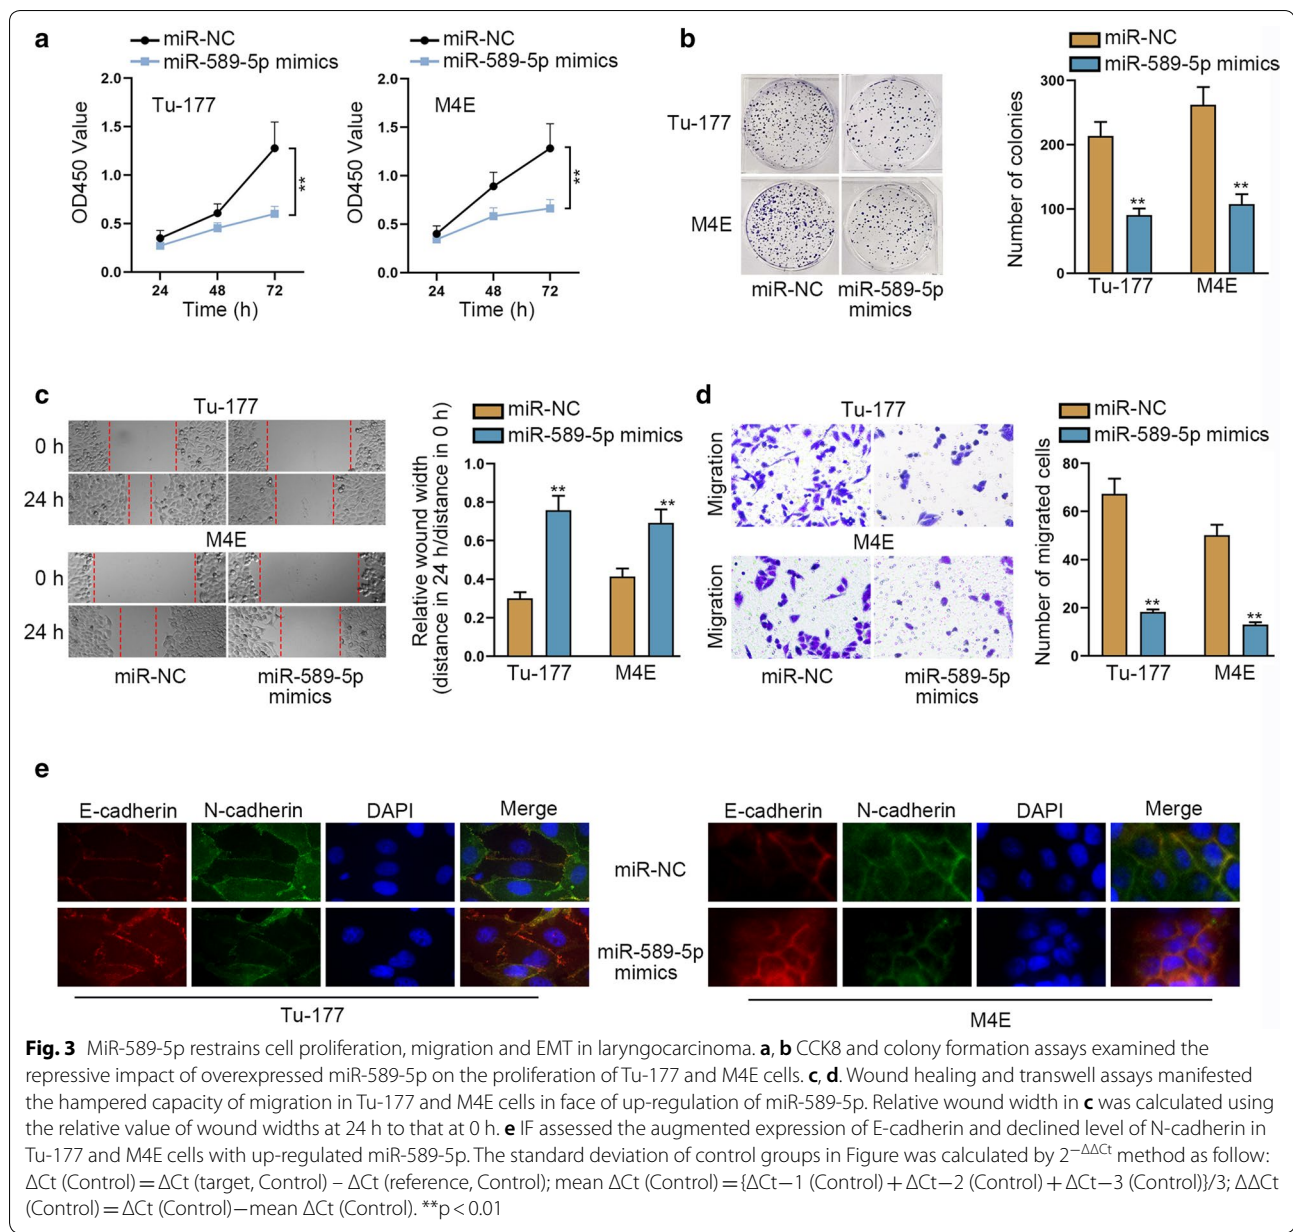 a
miR-NC
miR-589-5p mimics
2.0
1.5
1.0
0.5
0.0
OD450 Value
Tu-177
**
24 48 72
Time (h)
miR-NC
miR-589-5p mimics
2.0
1.5
1.0
0.5
0.0
OD450 Value
M4E
**
24 48 72
Time (h)
b
Tu-177
M4E
miR-NC miR-589-5p
mimics
miR-NC
miR-589-5p mimics
300
200
100
0
Number of colonies
** **
Tu-177 M4E
c
Tu-177
0 h
24 h
M4E
0 h
24 h
miR-NC miR-589-5p
mimics
miR-NC
miR-589-5p mimics
1.0
0.8
0.6
0.4
0.2
0.0
Relative wound width
(distance in 24 h/distance in 0 h)
** **
Tu-177 M4E
d
Tu-177
Migration
M4E
Migration
miR-NC miR-589-5p
mimics
miR-NC
miR-589-5p mimics
80
60
40
20
0
Number of migrated cells
** **
Tu-177 M4E
e
E-cadherin N-cadherin DAPI Merge
miR-NC
miR-589-5p
mimics
Tu-177
E-cadherin N-cadherin DAPI Merge
M4E
Fig. 3 MiR-589-5p restrains cell proliferation, migration and EMT in laryngocarcinoma. a, b CCK8 and colony formation assays examined the
repressive impact of overexpressed miR-589-5p on the proliferation of Tu-177 and M4E cells. c, d. Wound healing and transwell assays manifested
the hampered capacity of migration in Tu-177 and M4E cells in face of up-regulation of miR-589-5p. Relative wound width in c was calculated using
the relative value of wound widths at 24 h to that at 0 h. e IF assessed the augmented expression of E-cadherin and declined level of N-cadherin in
Tu-177 and M4E cells with up-regulated miR-589-5p. The standard deviation of control groups in Figure was calculated by 2−ΔΔCt method as follow:
ΔCt (Control) = ΔCt (target, Control) – ΔCt (reference, Control); mean ΔCt (Control) = {ΔCt−1 (Control) + ΔCt−2 (Control) + ΔCt−3 (Control)}/3; ΔΔCt
(Control) = ΔCt (Control)−mean ΔCt (Control). **p < 0.01